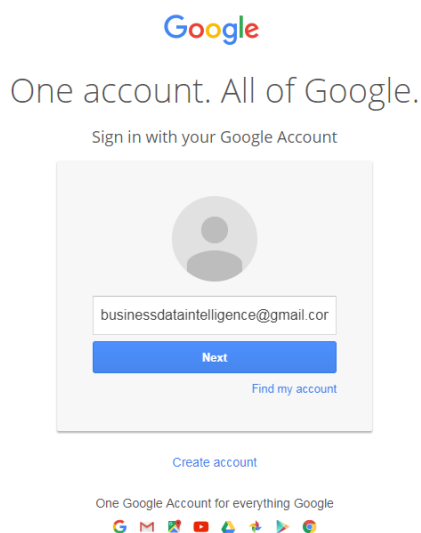 Google
One account. All of Google.
Sign in with your Google Account
businessdataintelligence@gmail.cor
Next
Find my account
Create account
One Google Account for everything Google